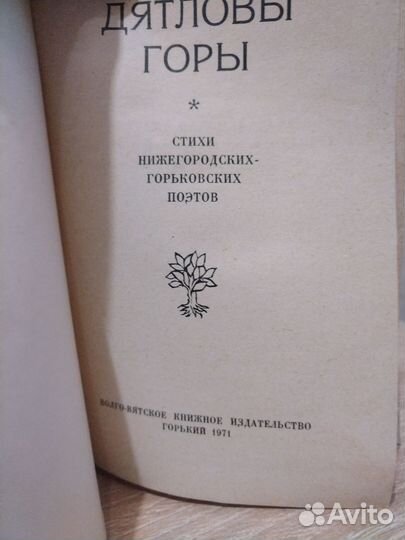 ДЯТЛОВЫ
ГОРЫ
*
СТИХИ
НИЖЕГОРОДСКИХ-
ГОРЬКОВСКИХ
ПОЭТОВ
ВОЛГО-ВЯТСКОЕ КНИЖНОЕ ИЗДАТЕЛЬСТВО
ГОРЬКИЙ 1971
Avito